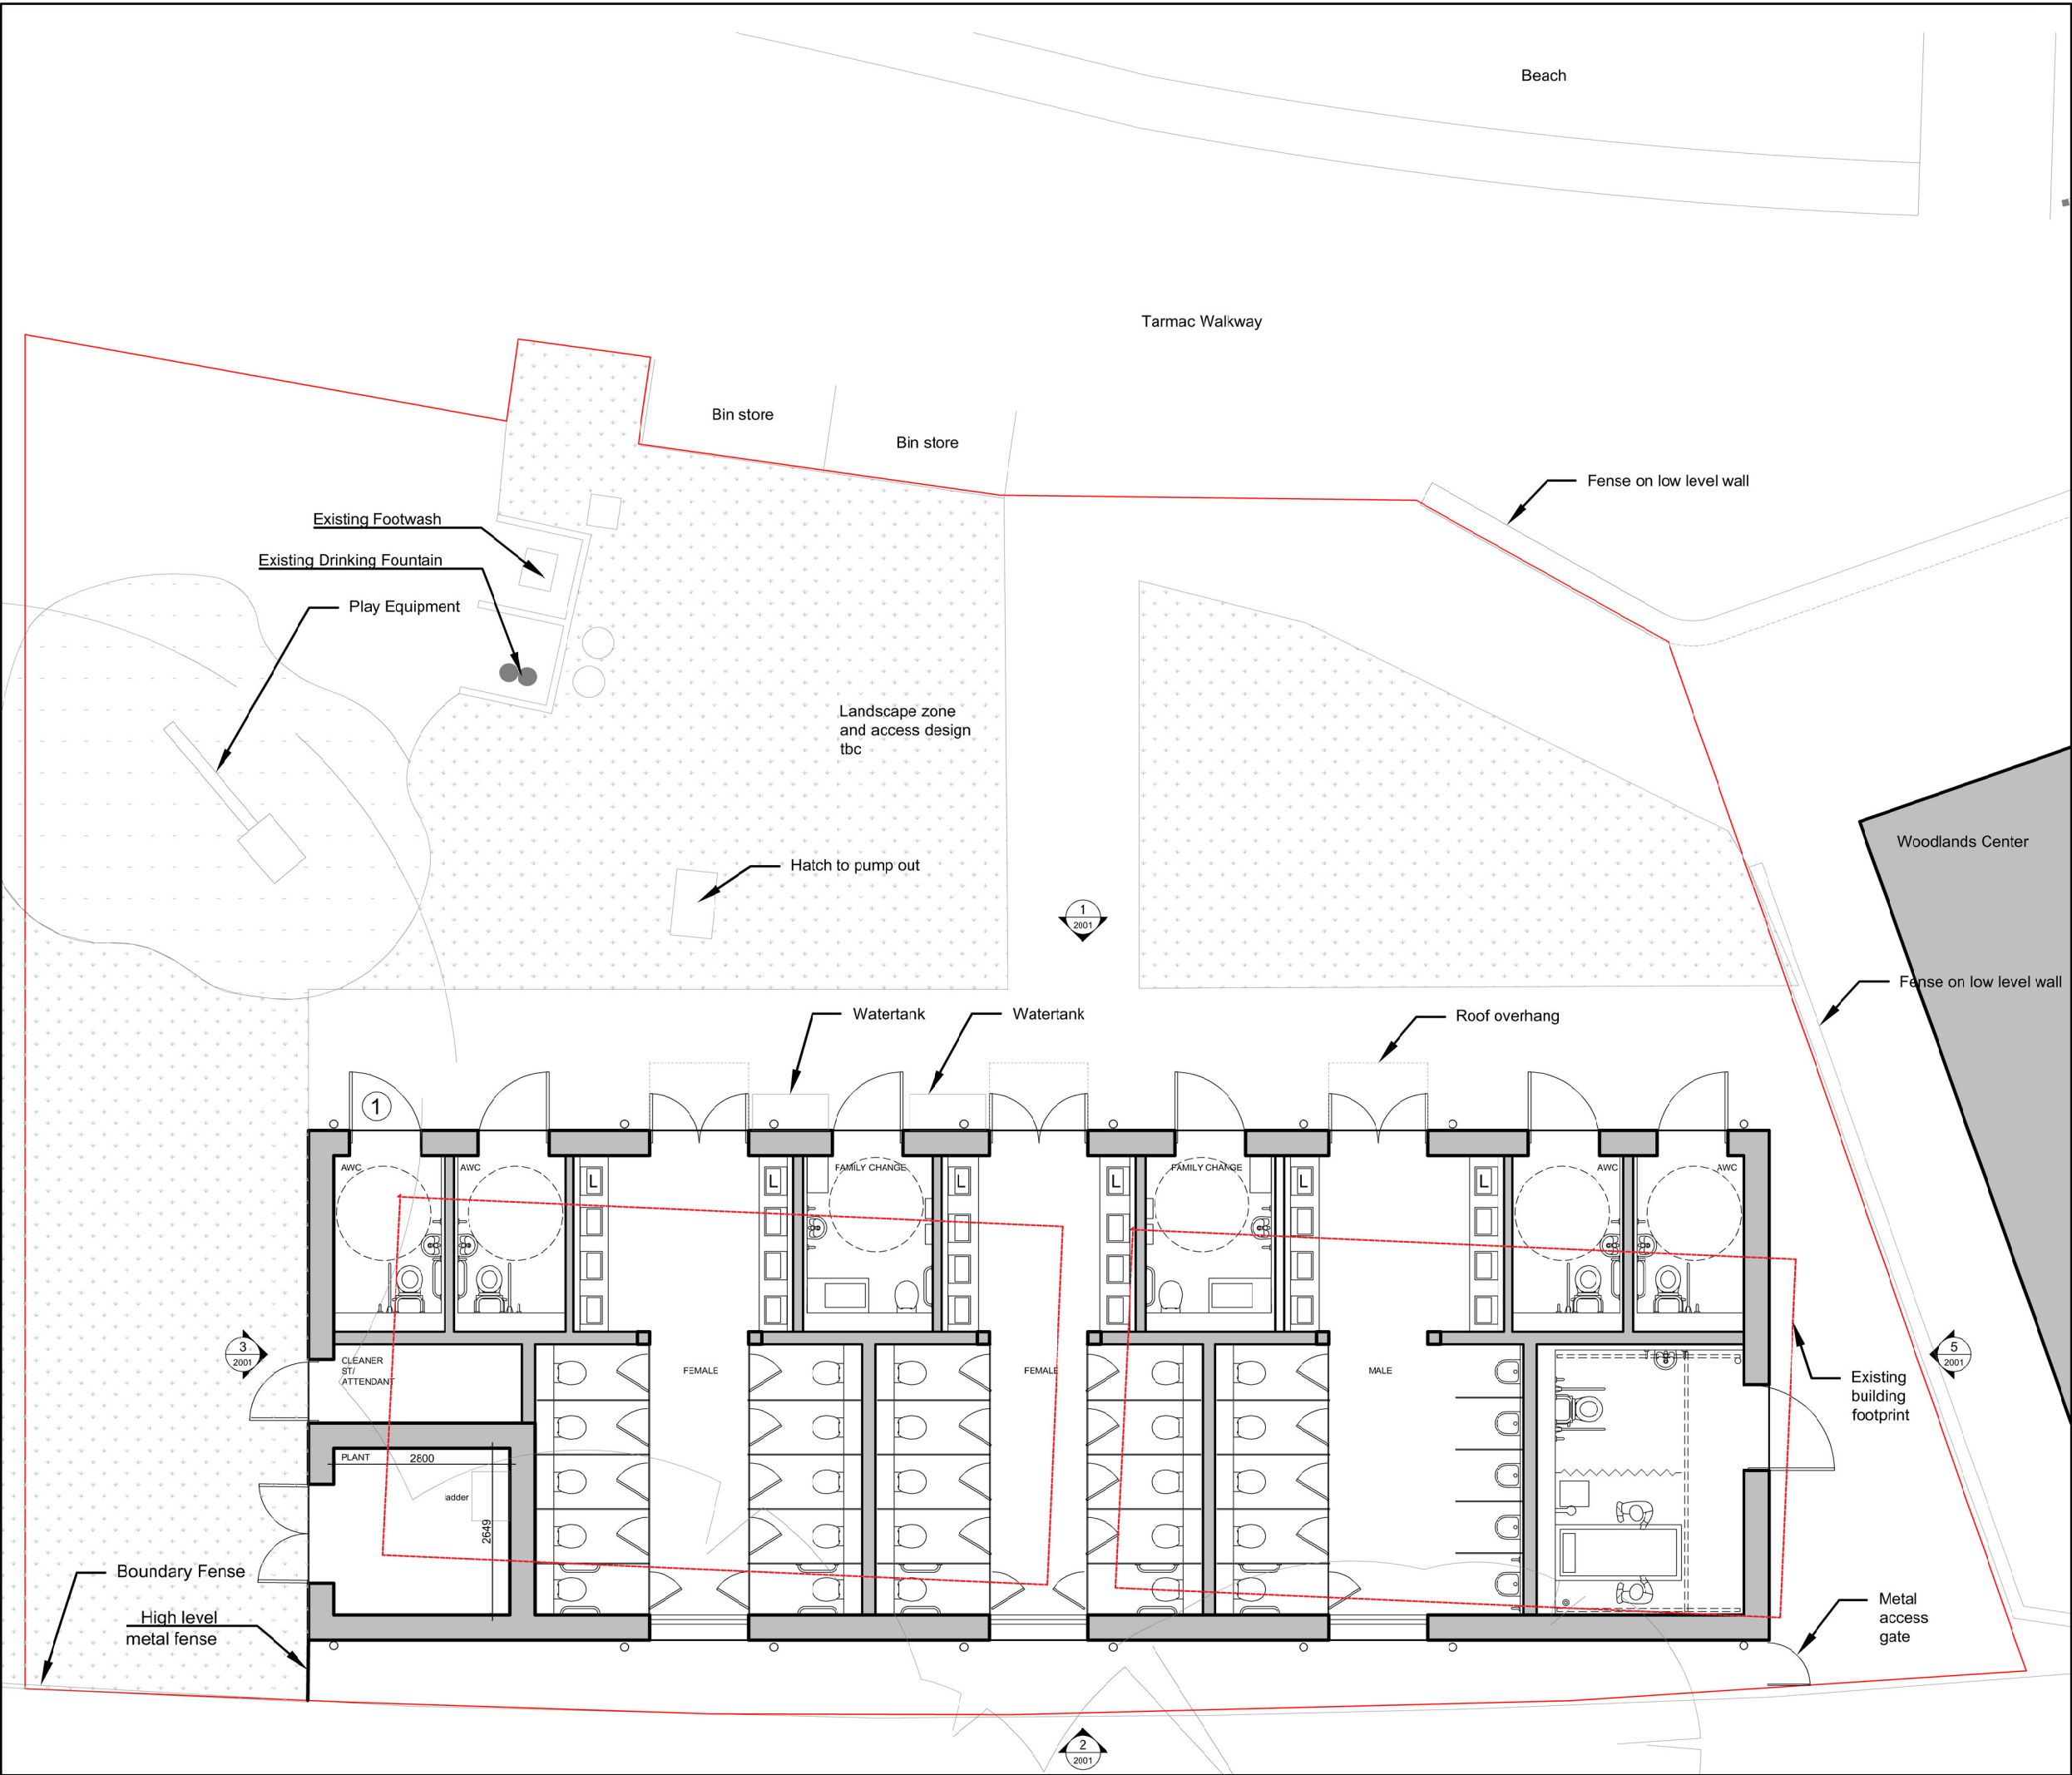 Beach
Tarmac Walkway
Bin store
Bin store
Fense on low level wall
Existing Footwash
Existing Drinking Fountain
Play Equipment
Landscape zone
and access design
tbc
Woodlands Center
Hatch to pump out
1
2001
Fense on low level wall
Watertank
Watertank
Roof overhang
1
AWC
AWC
FAMILY CHANGE
FAMILY CHANGE
AWC
AWC
L
L
L
L
L
L
3
2001
CLEANER
ST/
ATTENDANT
FEMALE
FEMALE
MALE
5
2001
Existing
building
footprint
PLANT
2800
adder
2649
Boundary Fense
High level
metal fense
Metal
access
gate
2
2001